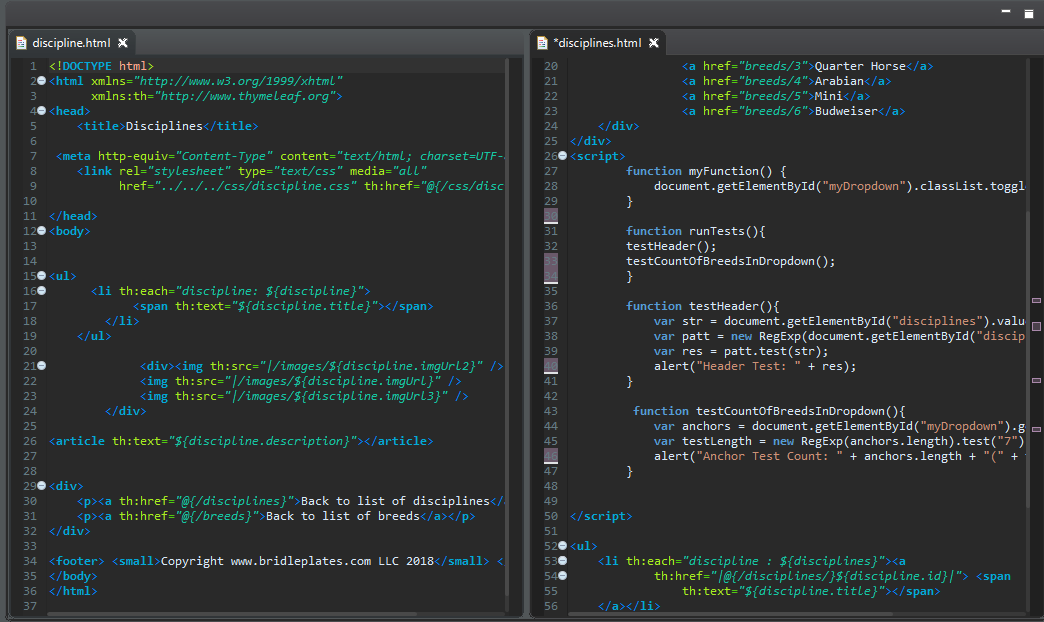 discipline.html
1 <!DOCTYPE html>
2 <html xmlns="http://www.w3.org/1999/xhtml"
3 xmlns:th="http://www.thymeleaf.org">
4 <head>
5 <title>Disciplines</title>
6
7 <meta http-equiv="Content-Type" content="text/html; charset=UTF-
8 <link rel="stylesheet" type="text/css" media="all"
9 href="../../../css/discipline.css" th:href="@{/css/disc
10
11 </head>
12 <body>
13
14
15 <ul>
16 <li th:each="discipline: ${discipline}">
17 <span th:text="${discipline.title}"></span>
18 </li>
19 </ul>
20
21 <div><img th:src="|/images/${discipline.imgUrl2}" />
22 <img th:src="|/images/${discipline.imgUrl}" />
23 <img th:src="|/images/${discipline.imgUrl3}" />
24 </div>
25
26 <article th:text="${discipline.description}"></article>
27
28
29 <div>
30 <p><a th:href="@{/disciplines}">Back to list of disciplines</
31 <p><a th:href="@{/breeds}">Back to list of breeds</a></p>
32 </div>
33
34 <footer> <small>Copyright www.bridleplates.com LLC 2018</small> <
35 </body>
36 </html>
37
*disciplines.html
20 <a href="breeds/3">Quarter Horse</a>
21 <a href="breeds/4">Arabian</a>
22 <a href="breeds/5">Mini</a>
23 <a href="breeds/6">Budweiser</a>
24 </div>
25 </div>
26 <script>
27 function myFunction() {
28 document.getElementById("myDropdown").classList.toggl
29 }
30
31 function runTests(){
32 testHeader();
33 testCountOfBreedsInDropdown();
34 }
35
36 function testHeader(){
37 var str = document.getElementById("disciplines").valu
38 var patt = new RegExp(document.getElementById("discip
39 var res = patt.test(str);
40 alert("Header Test: " + res);
41 }
42
43 function testCountOfBreedsInDropdown(){
44 var anchors = document.getElementById("myDropdown").g
45 var testLength = new RegExp(anchors.length).test("7")
46 alert("Anchor Test Count: " + anchors.length + "(" +
47 }
48
49
50 </script>
51
52 <ul>
53 <li th:each="discipline : ${disciplines}"><a
54 th:href="|@{/disciplines/}${discipline.id}|"> <span
55 th:text="${discipline.title}"></span>
56 </a></li>